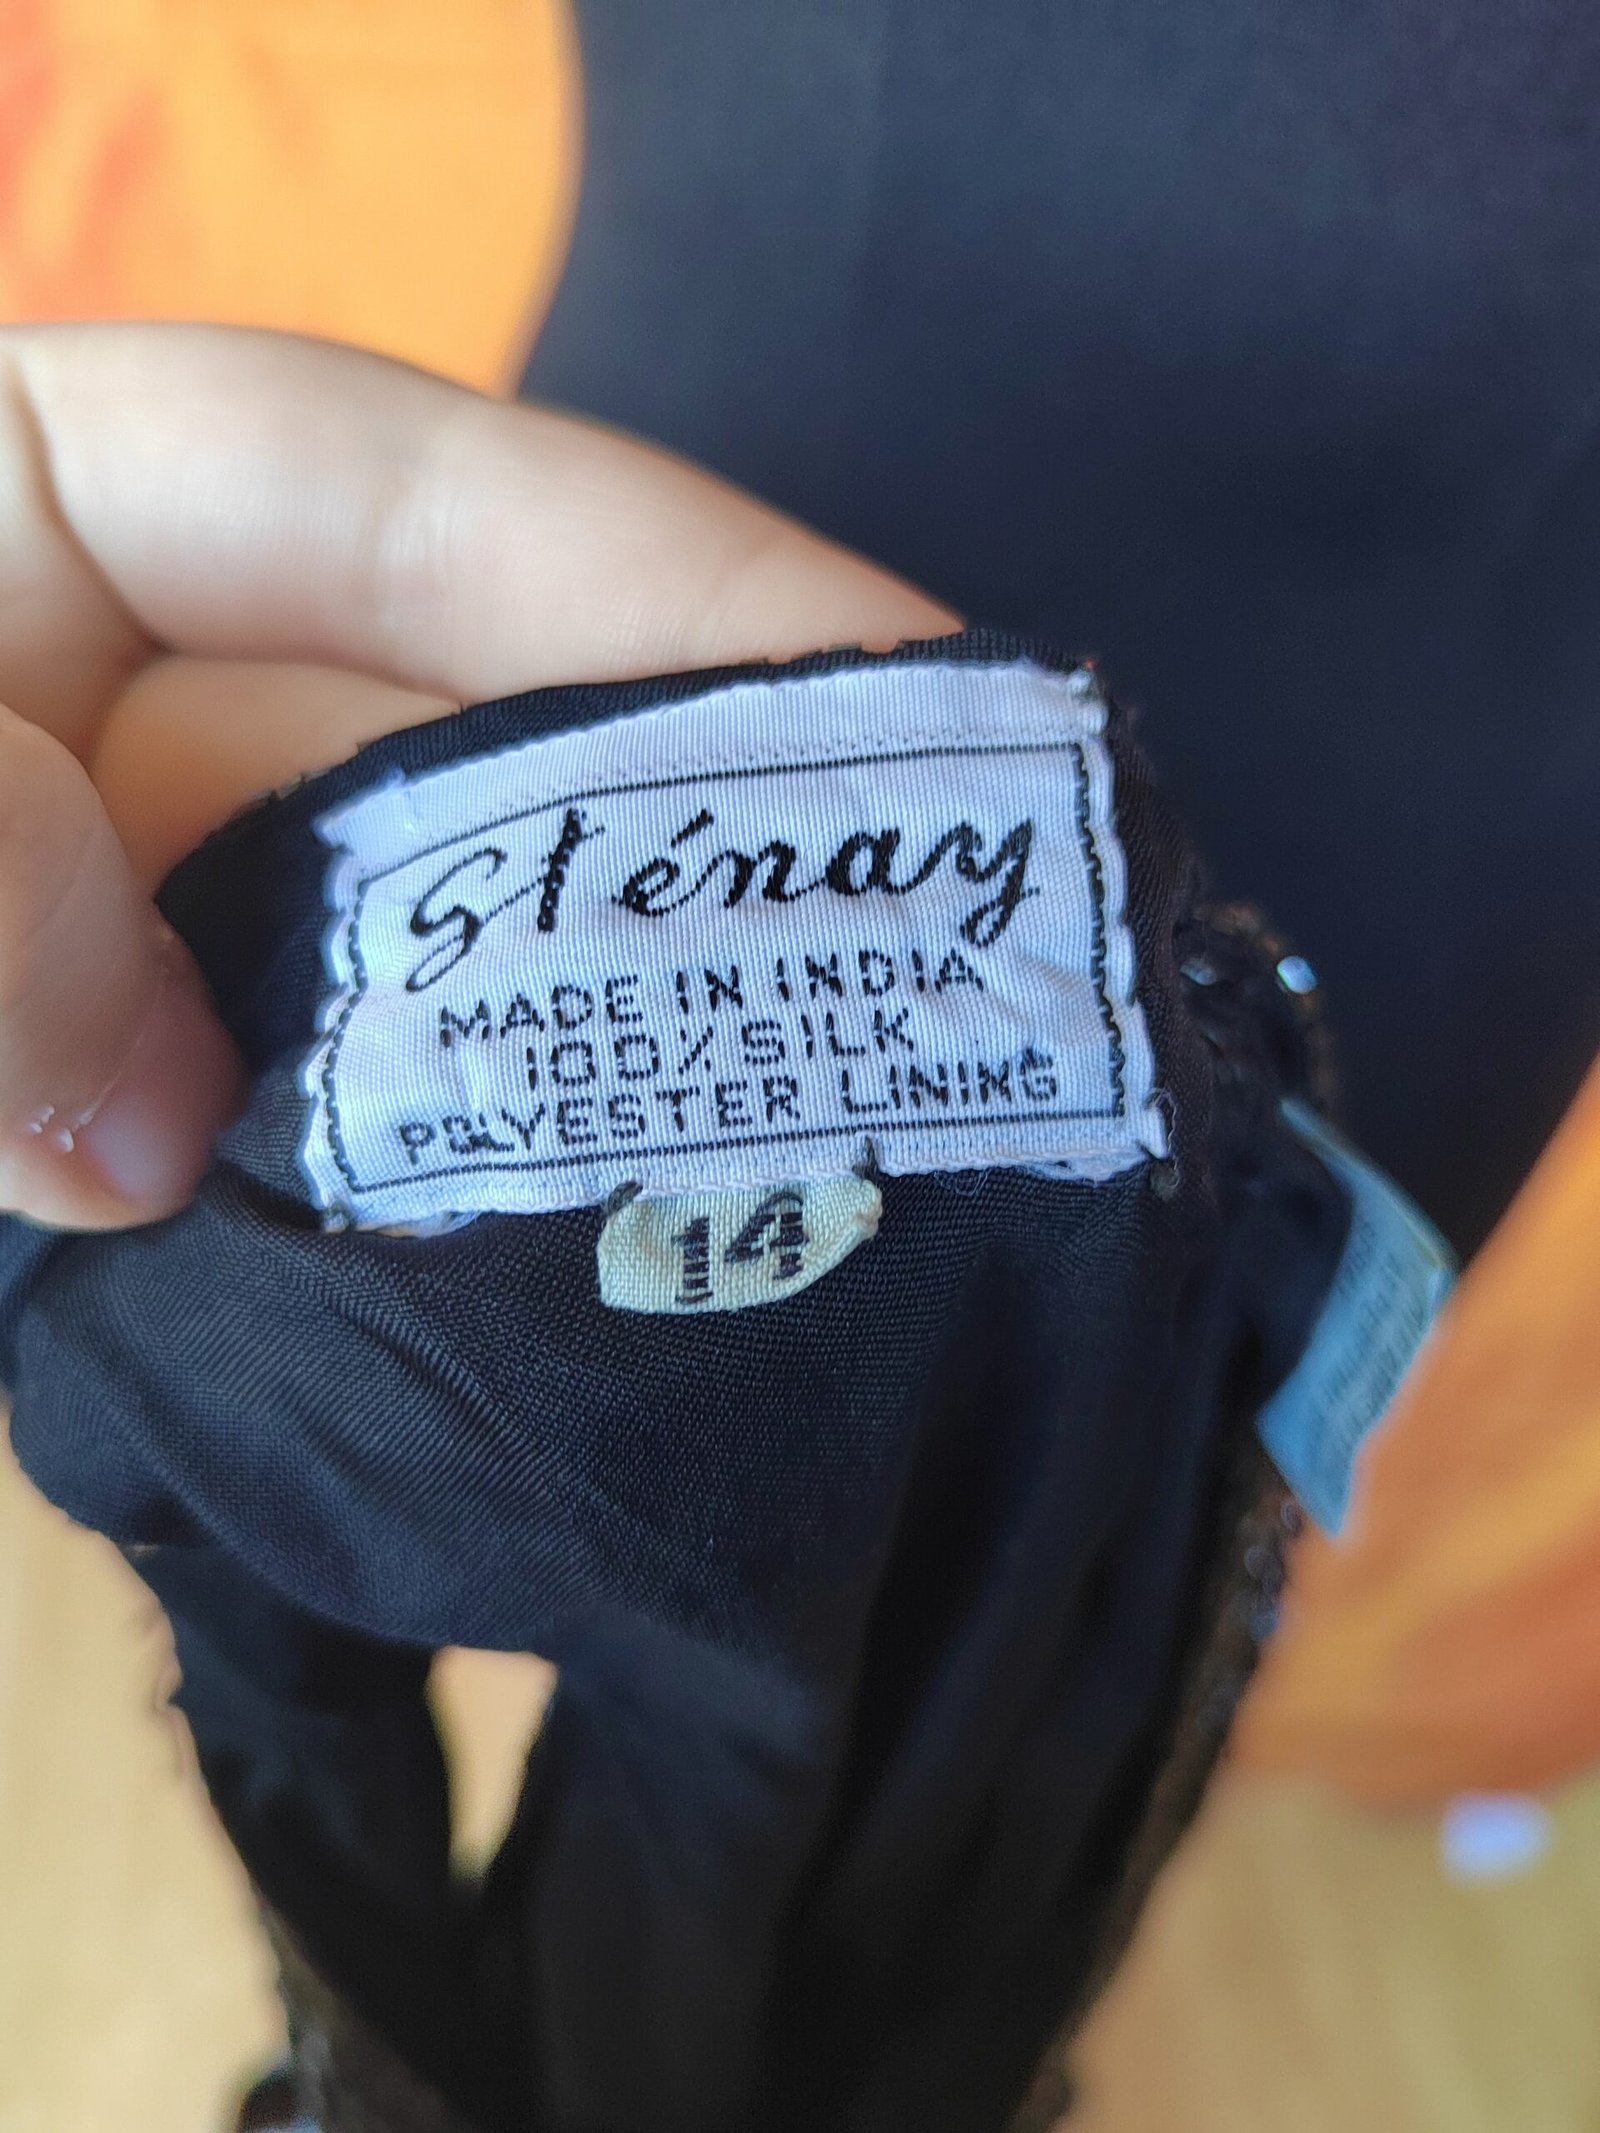 Sténay
MADE IN INDIA
100% SILK
POLYESTER LINING
14